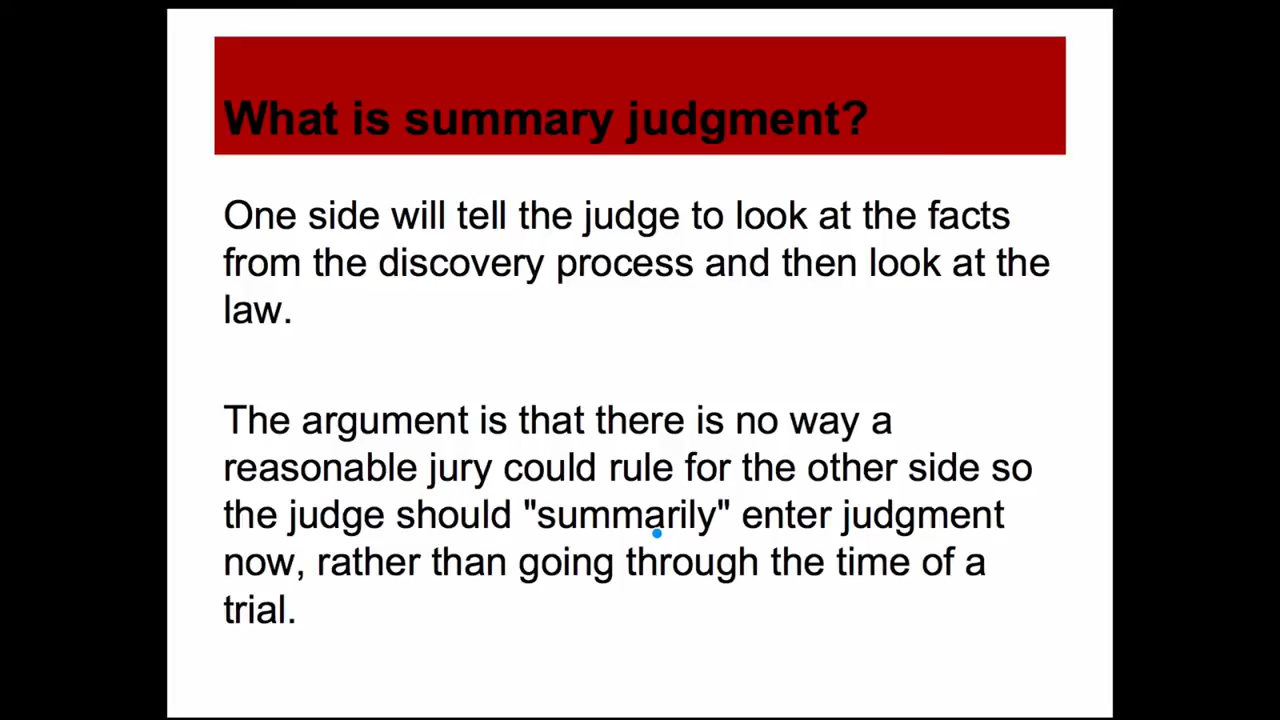 What is summary judgment?
One side will tell the judge to look at the facts
from the discovery process and then look at the
law.
The argument is that there is no way a
reasonable jury could rule for the other side so
the judge should "summarily" enter judgment
now, rather than going through the time of a
trial.